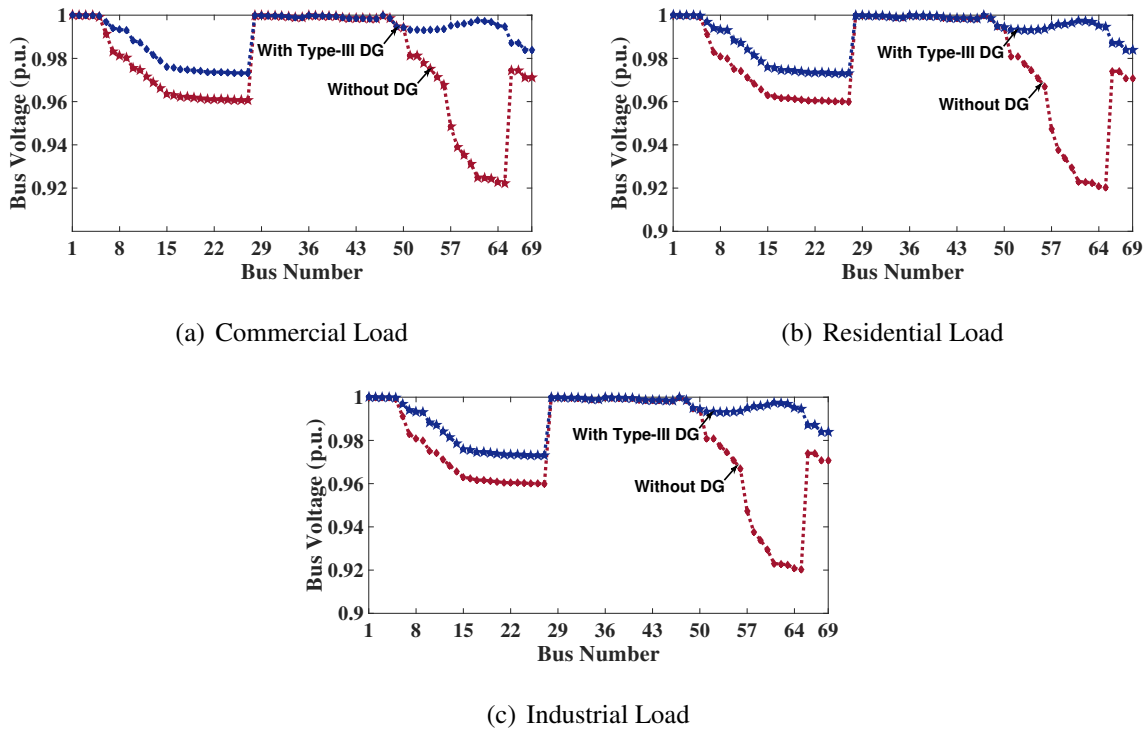 1
0.98
0.96
0.94
0.92
Bus Voltage (p.u.)
With Type-III DG
Without DG
1 8 15 22 29 36 43 50 57 64 69
Bus Number
(a) Commercial Load
1
0.98
0.96
0.94
0.92
0.9
Bus Voltage (p.u.)
With Type-III DG
Without DG
1 8 15 22 29 36 43 50 57 64 69
Bus Number
(b) Residential Load
1
0.98
0.96
0.94
0.92
0.9
Bus Voltage (p.u.)
With Type-III DG
Without DG
1 8 15 22 29 36 43 50 57 64 69
Bus Number
(c) Industrial Load